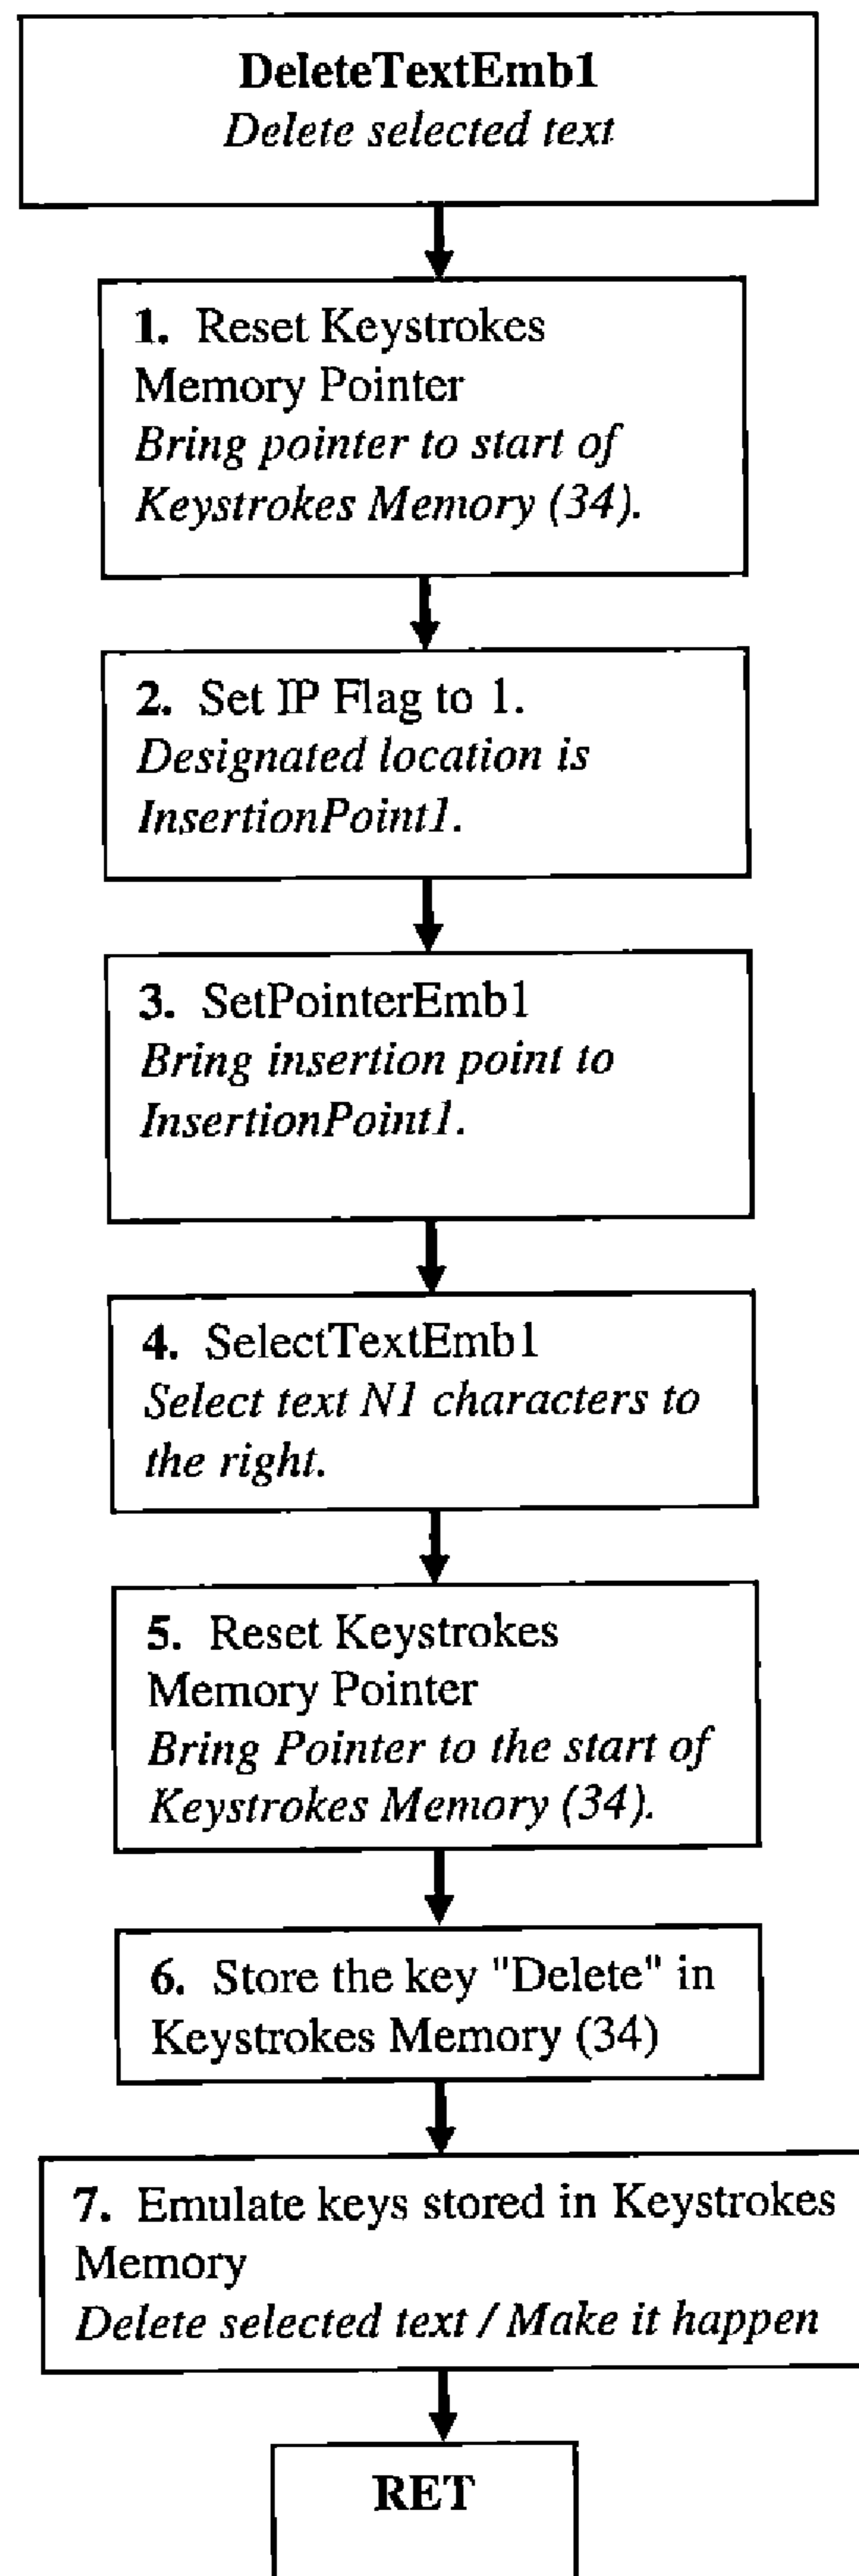 DeleteTextEmb1
Delete selected text
1. Reset Keystrokes
Memory Pointer
Bring pointer to start of
Keystrokes Memory (34).
2. Set IP Flag to 1.
Designated location is
InsertionPoint1.
3. SetPointerEmb1
Bring insertion point to
InsertionPoint1.
4. SelectTextEmb1
Select text N1 characters to
the right.
5. Reset Keystrokes
Memory Pointer
Bring Pointer to the start of
Keystrokes Memory (34).
6. Store the key "Delete" in
Keystrokes Memory (34)
7. Emulate keys stored in Keystrokes
Memory
Delete selected text / Make it happen
RET